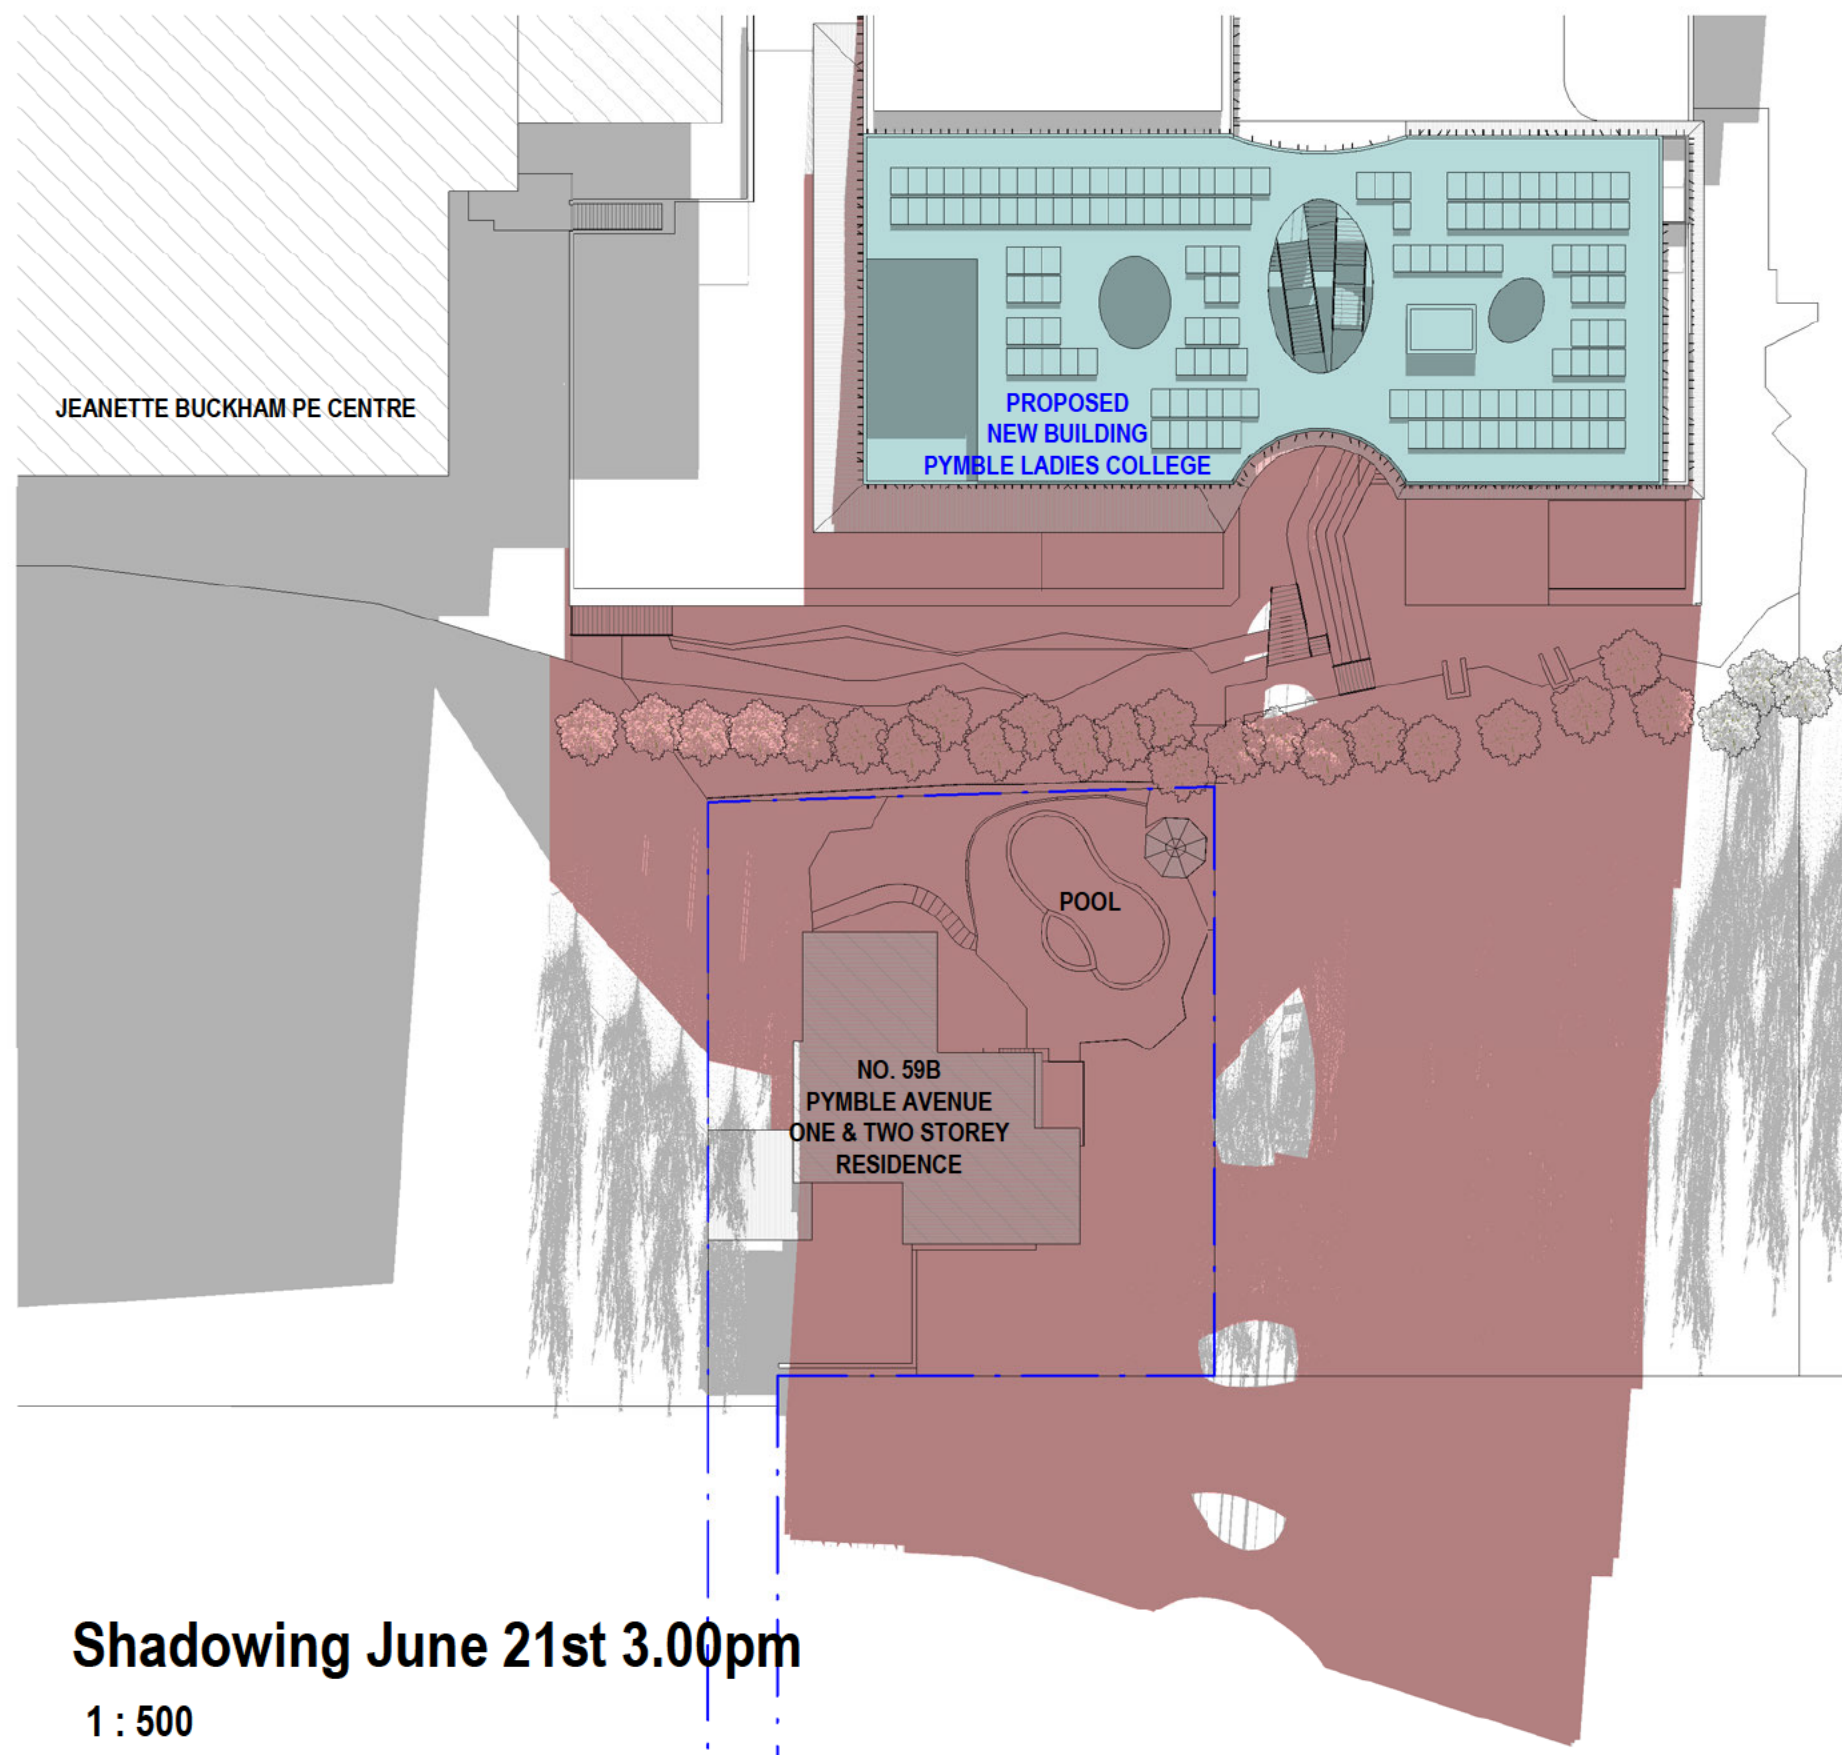 JEANETTE BUCKHAM PE CENTRE
PROPOSED
NEW BUILDING
PYMBLE LADIES COLLEGE
POOL
NO. 59B
PYMBLE AVENUE
ONE & TWO STOREY
RESIDENCE
Shadowing June 21st 3.00pm
1 : 500